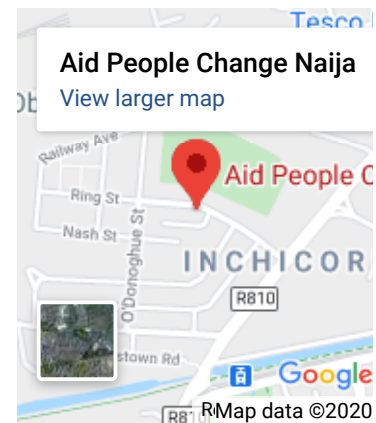 Tesco
Aid People Change Naija
View larger map
Railway Ave
Aid People C
Ring St
Nash St
O'Donoghue St
INCHICOR
R810
stown Rd
Google
R8
Map data ©2020